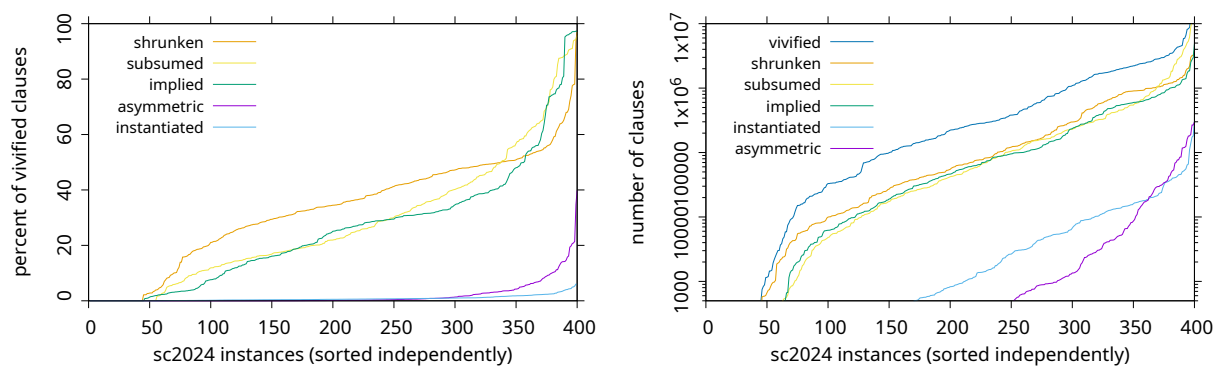 percent of vivified clauses
100
80
60
40
20
0
shrunken
subsumed
implied
asymmetric
instantiated
0 50 100 150 200 250 300 350 400
sc2024 instances (sorted independently)
number of clauses
1x10^7
1x10^6
100000
10000
1000
vivified
shrunken
subsumed
implied
instantiated
asymmetric
0 50 100 150 200 250 300 350 400
sc2024 instances (sorted independently)